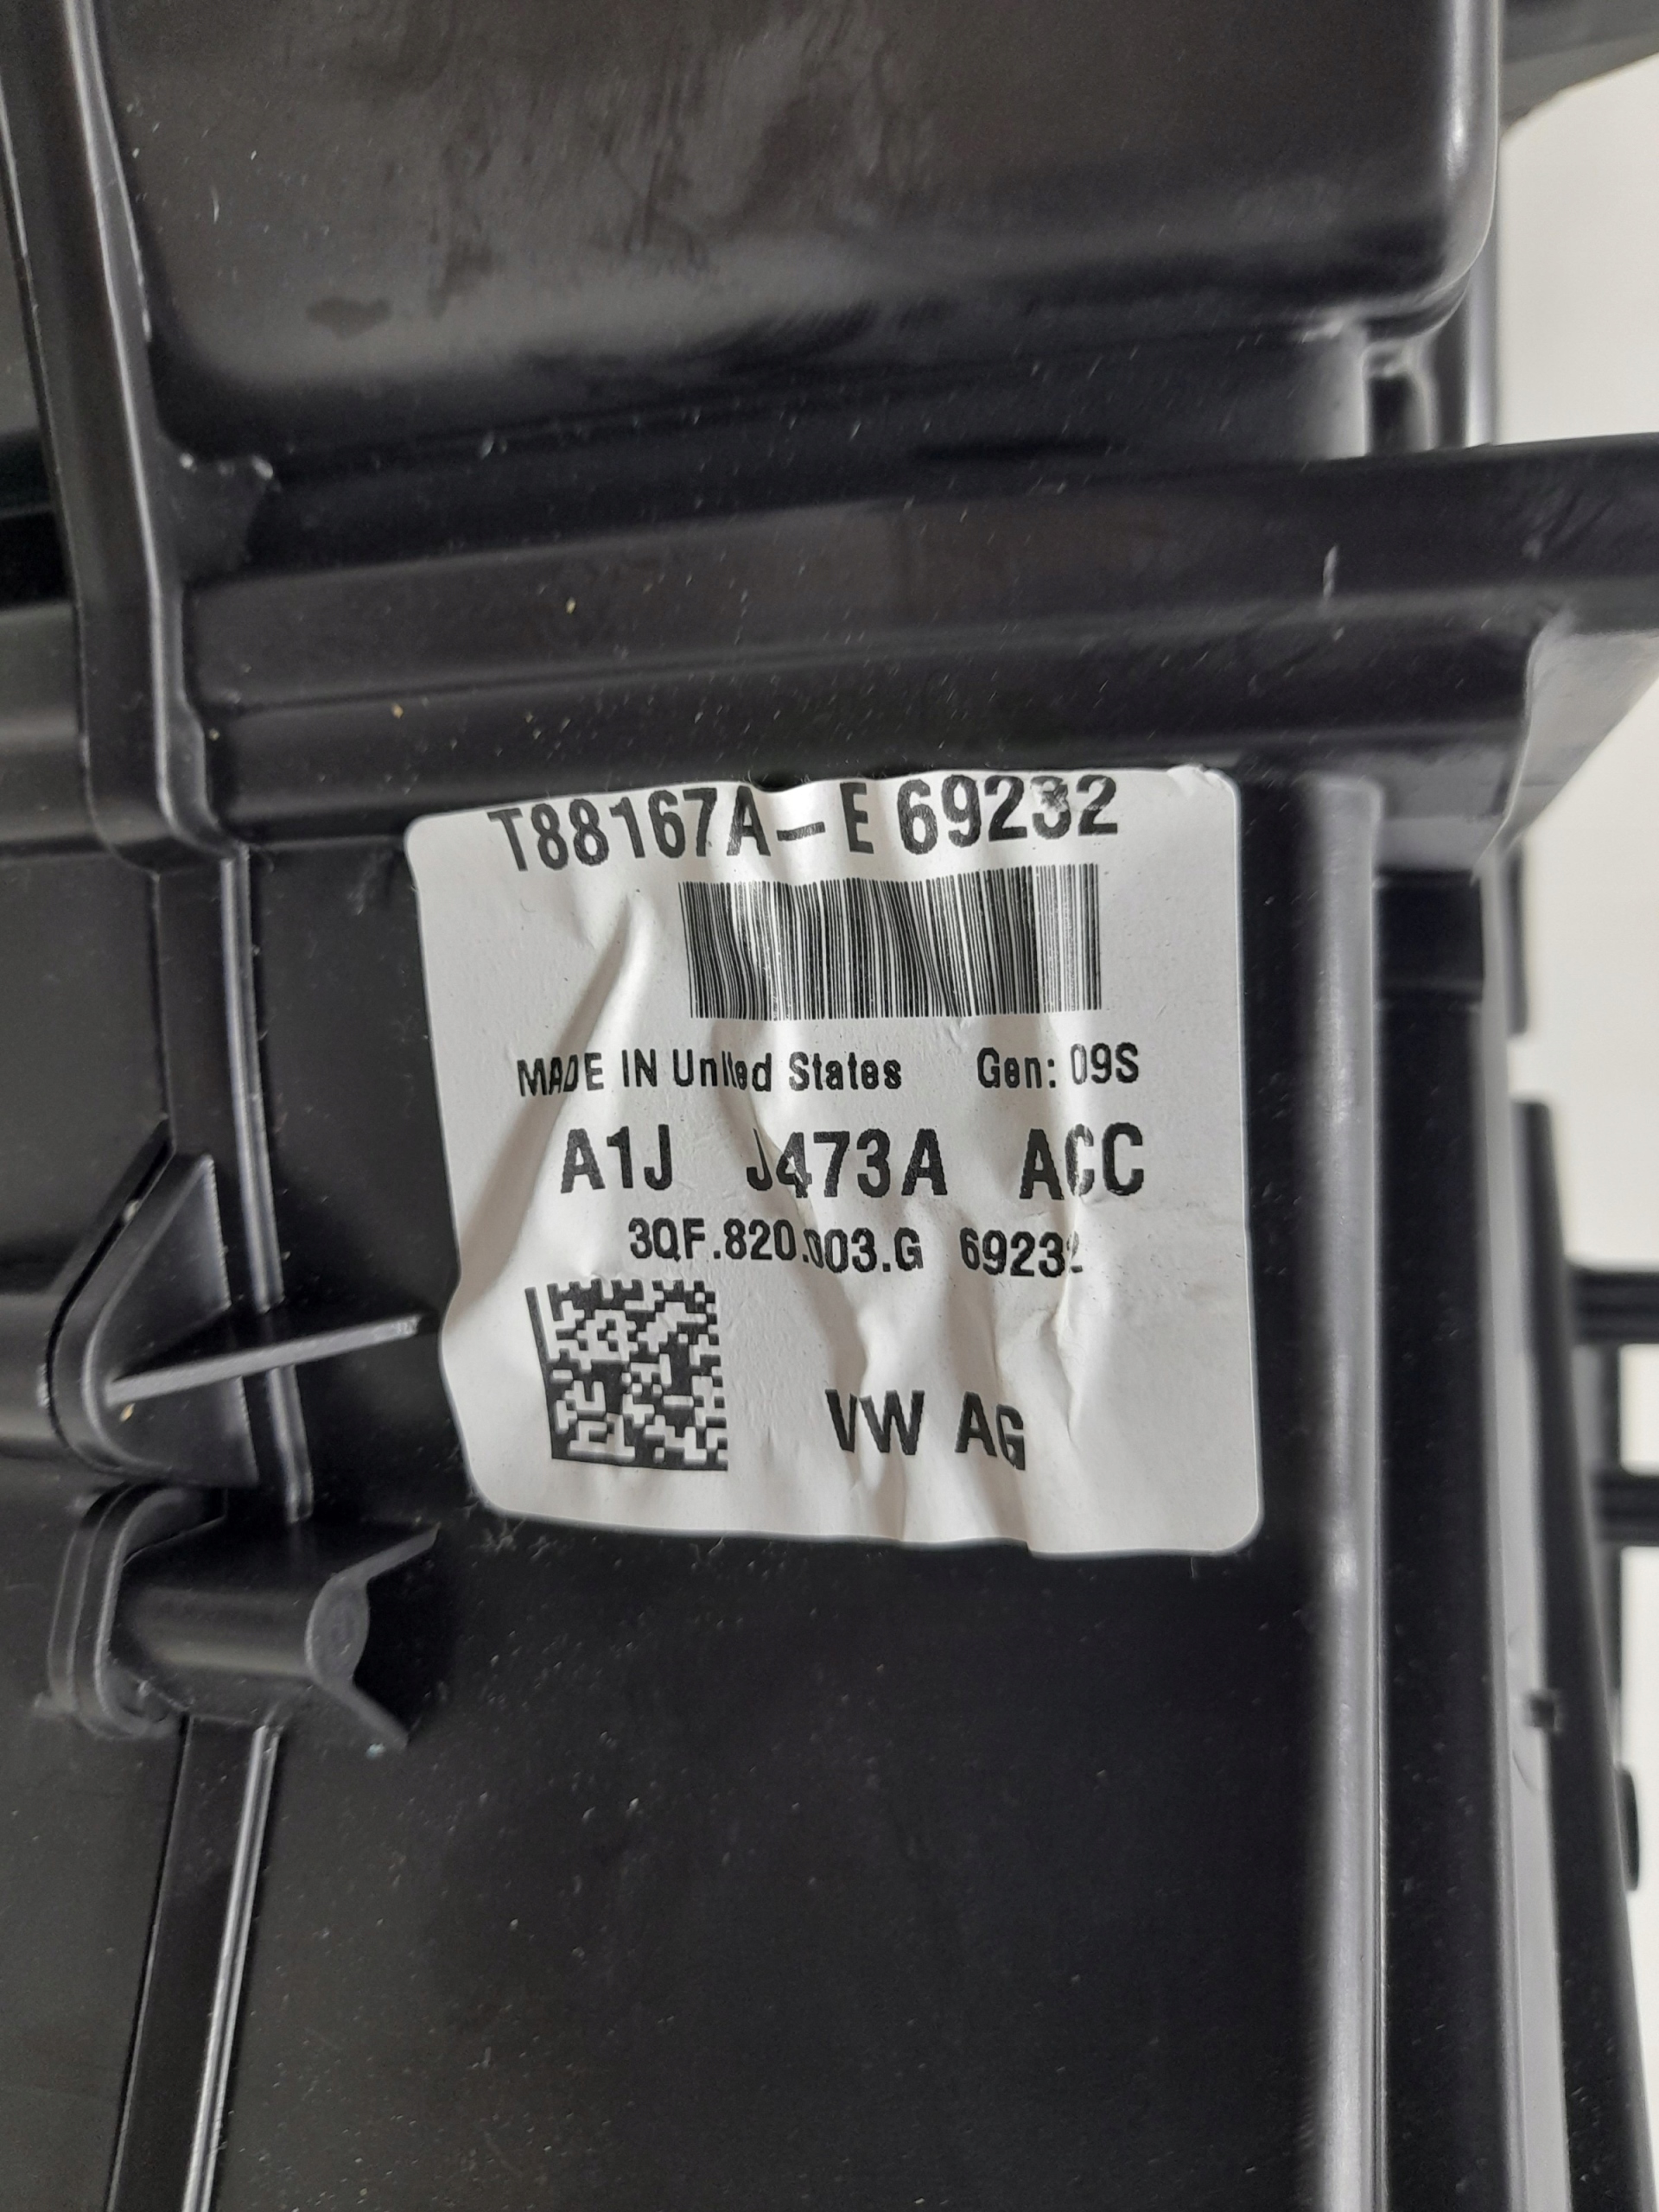 T88167A-E 69232
MADE IN United States Gen: 09S
A1J J473A ACC
3QF.820.003.G 69232
VW AG